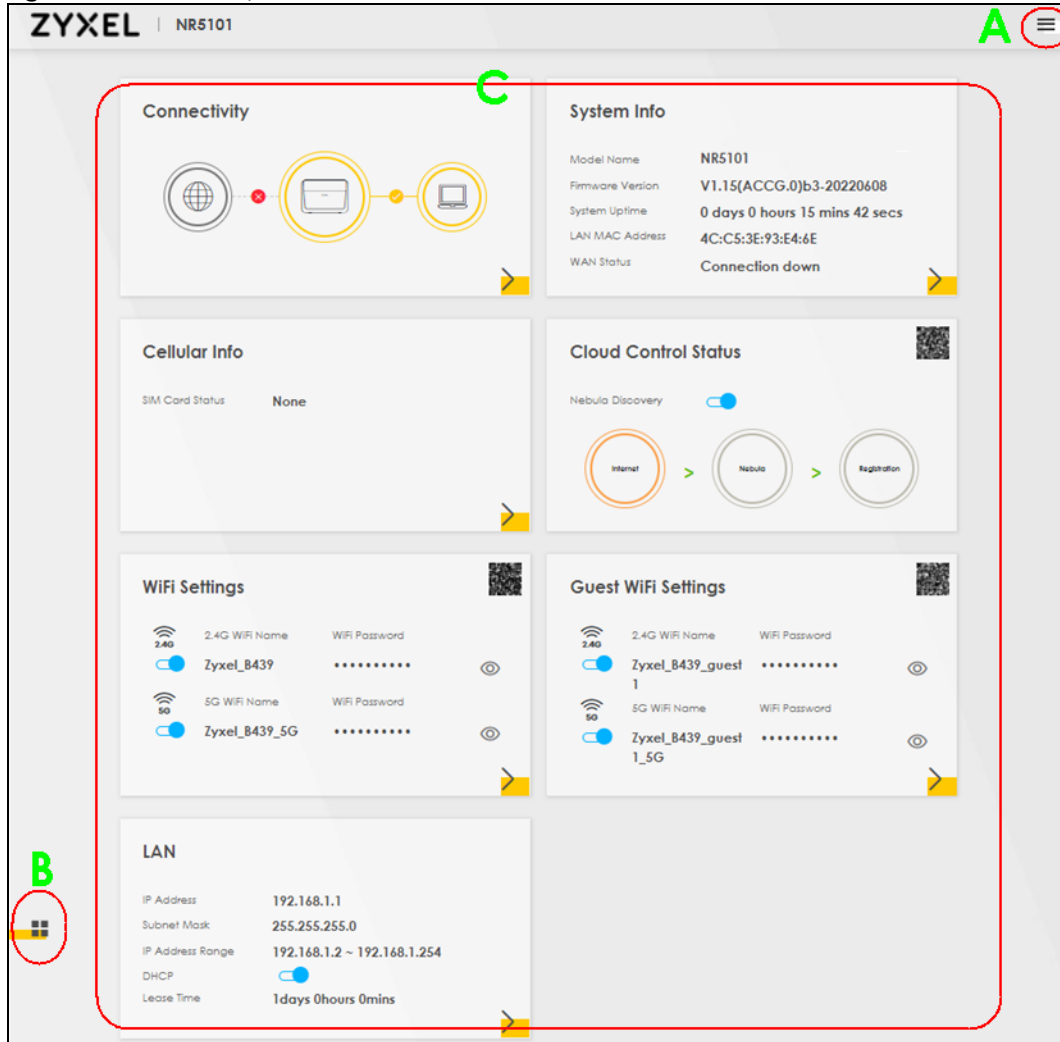 ZYXEL | NR5101
A
C
Connectivity
System Info
Model Name NR5101
Firmware Version V1.15(ACCG.0)b3-20220608
System Uptime 0 days 0 hours 15 mins 42 secs
LAN MAC Address 4C:C5:3E:93:E4:6E
WAN Status Connection down
Cellular Info
SIM Card Status None
Cloud Control Status
Nebula Discovery
Internet > Nebula > Registration
WiFi Settings
2.4G 2.4G WiFi Name WiFi Password
Zyxel_B439 ••••••••••
5G 5G WiFi Name WiFi Password
Zyxel_B439_5G ••••••••••
Guest WiFi Settings
2.4G 2.4G WiFi Name WiFi Password
Zyxel_B439_guest ••••••••••
1
5G 5G WiFi Name WiFi Password
Zyxel_B439_guest ••••••••••
1_5G
B
LAN
IP Address 192.168.1.1
Subnet Mask 255.255.255.0
IP Address Range 192.168.1.2 ~ 192.168.1.254
DHCP
Lease Time 1days 0hours 0mins